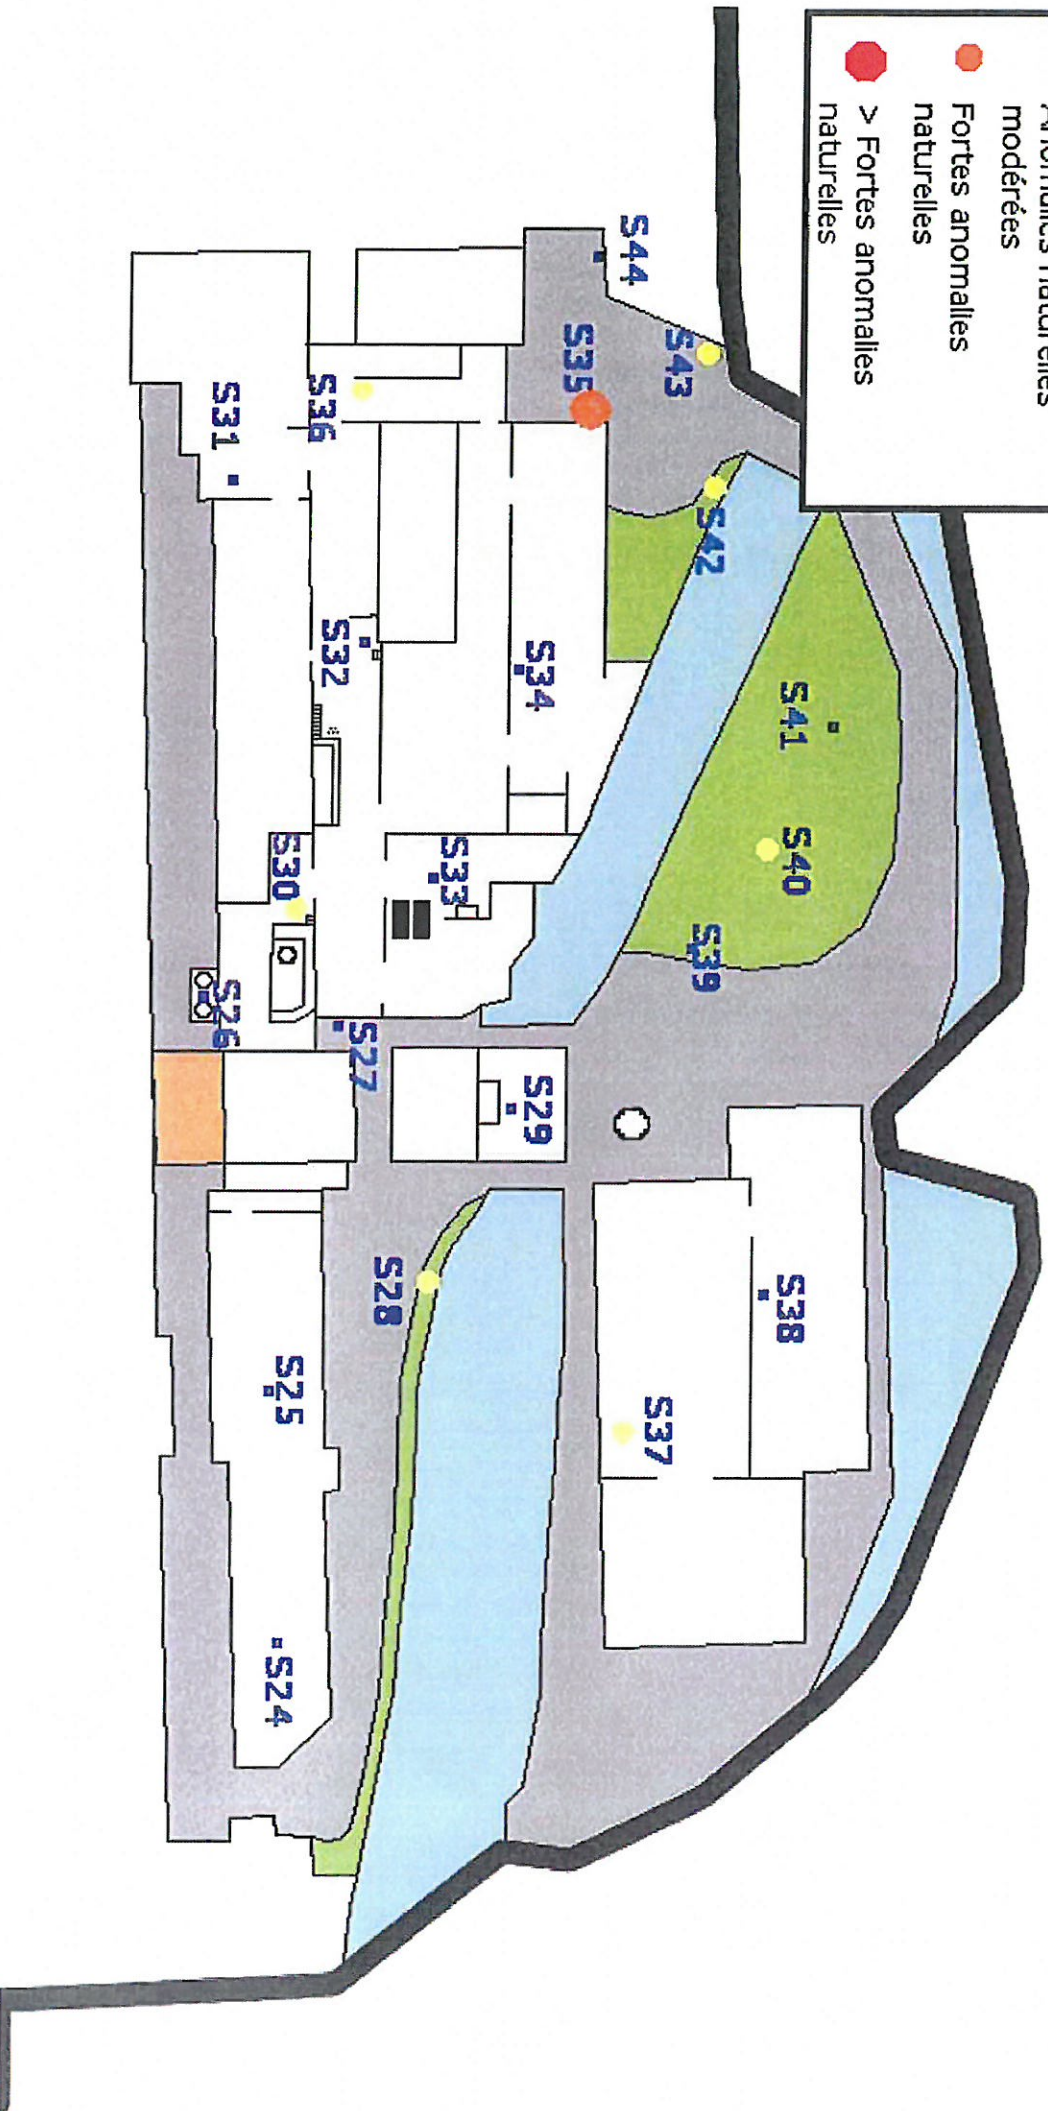 modérées
Fortes anomalies
naturelles
> Fortes anomalies
naturelles
S44
S43
S35
S36
S31
S42
S34
S32
S41
S40
S33
S30
S39
S26
S27
S29
S28
S38
S25
S37
S24